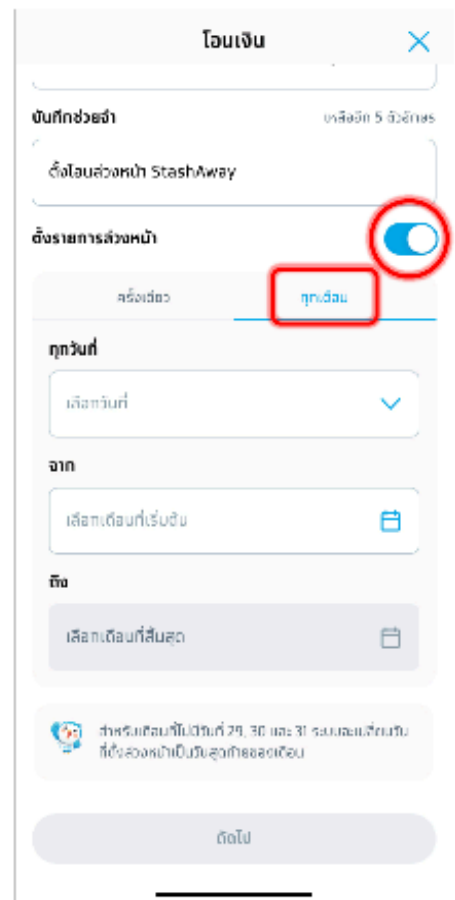 โอนเงิน
บันทึกช่วยจำ
เหลืออีก 5 ตัวอักษร
ตั้งโอนล่วงหน้า StashAway
ตั้งรายการล่วงหน้า
ครั้งเดียว
ทุกเดือน
ทุกวันที่
เลือกวันที่
จาก
เลือกเดือนที่เริ่มต้น
ถึง
เลือกเดือนที่สิ้นสุด
สำหรับเดือนที่ไม่มีวันที่ 29, 30 และ 31 ระบบจะเปลี่ยนวัน
ที่ตั้งล่วงหน้าเป็นวันสุดท้ายของเดือน
ถัดไป